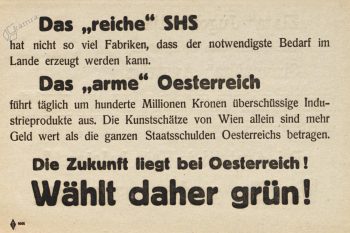 Das „reiche“ SHS
hat nicht so viel Fabriken, dass der notwendigste Bedarf im
Lande erzeugt werden kann.
Das „arme“ Oesterreich
führt täglich um hunderte Millionen Kronen überschüssige Indu-
strieprodukte aus. Die Kunstschätze von Wien allein sind mehr
Geld wert als die ganzen Staatsschulden Oesterreichs betragen.
Die Zukunft liegt bei Oesterreich!
Wählt daher grün!